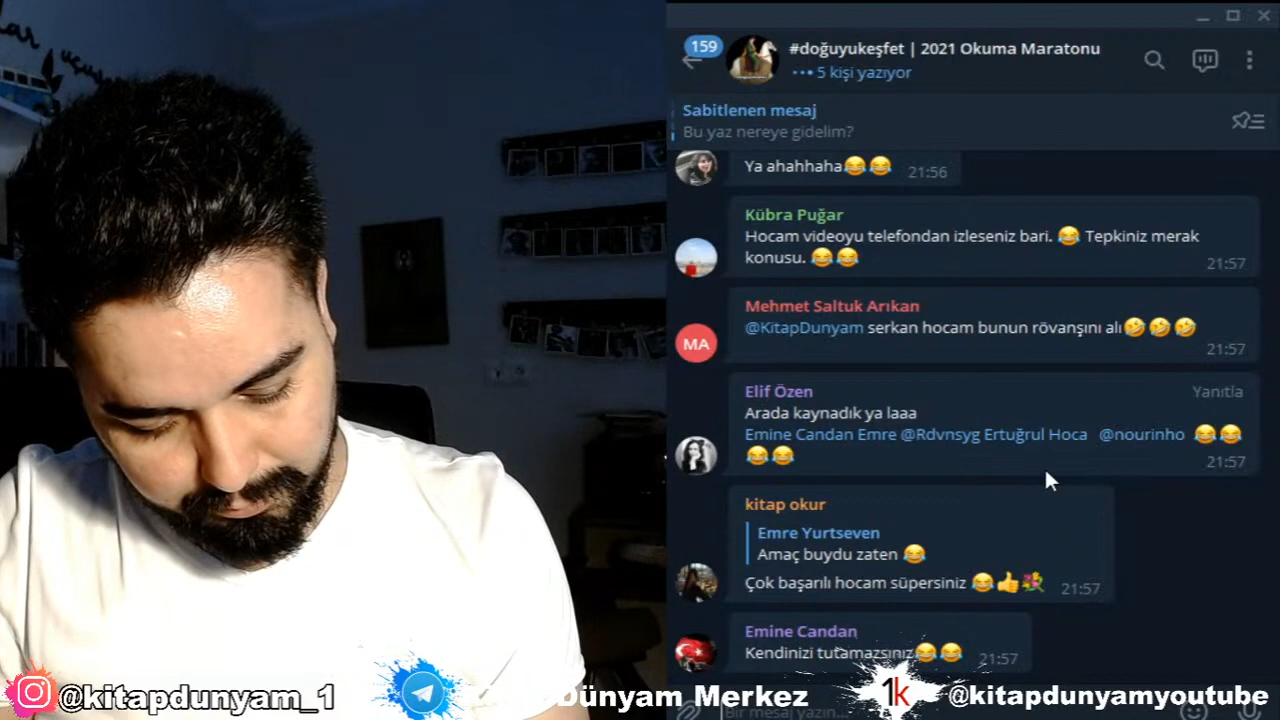 159
#doğuyukeşfet | 2021 Okuma Maratonu
5 kişi yazıyor
Sabitlenen mesaj
Bu yaz nereye gidelim?
Ya ahahhaha😂😂 21:56
Kübra Puğar
Hocam videoyu telefondan izleseniz bari. 😂 Tepkiniz merak
konusu. 😂😂
21:57
Mehmet Saltuk Arıkan
@KitapDunyam serkan hocam bunun rövanşını alı🤣🤣🤣
MA
21:57
Elif Özen Yanıtla
Arada kaynadık ya laaa
Emine Candan Emre @Rdvnsyg Ertuğrul Hoca @nourinho 😂😂
😂😂
21:57
kitap okur
Emre Yurtseven
Amaç buydu zaten 😂
Çok başarılı hocam süpersiniz 😂👍💐 21:57
Emine Candan
Kendinizi tutamazsınız😂😂 21:57
Bir mesaj yazın...
@kitapdunyam_1
Dünyam Merkez
1k
@kitapdunyamyoutube